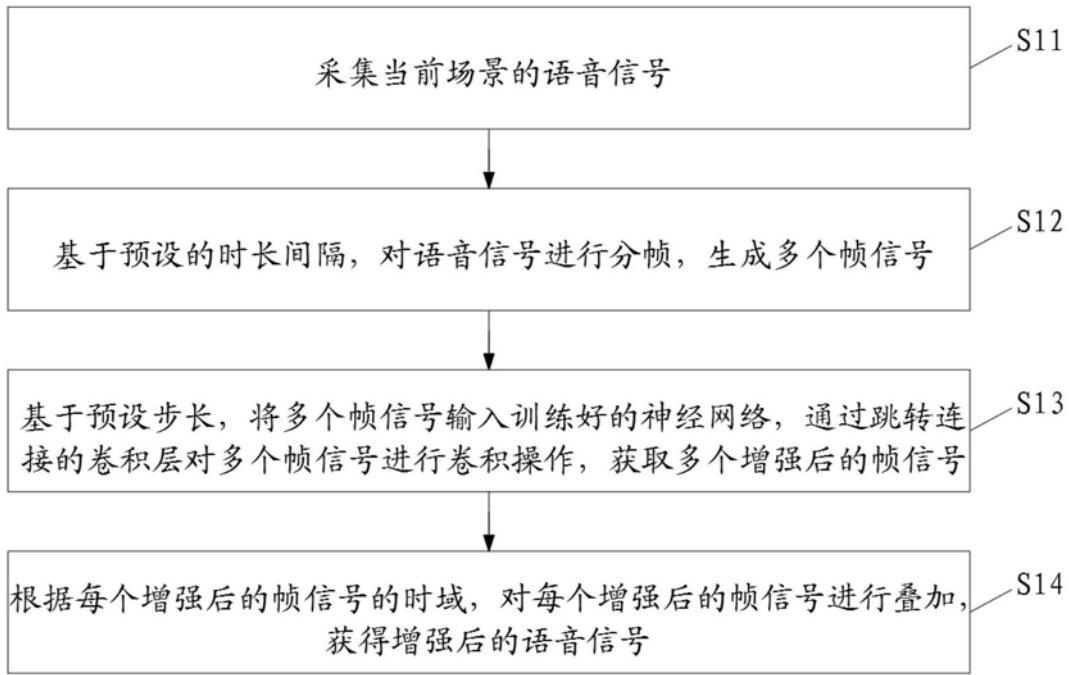 采集当前场景的语音信号
S11
基于预设的时长间隔，对语音信号进行分帧，生成多个帧信号
S12
基于预设步长，将多个帧信号输入训练好的神经网络，通过跳转连
接的卷积层对多个帧信号进行卷积操作，获取多个增强后的帧信号
S13
根据每个增强后的帧信号的时域，对每个增强后的帧信号进行叠加，
获得增强后的语音信号
S14